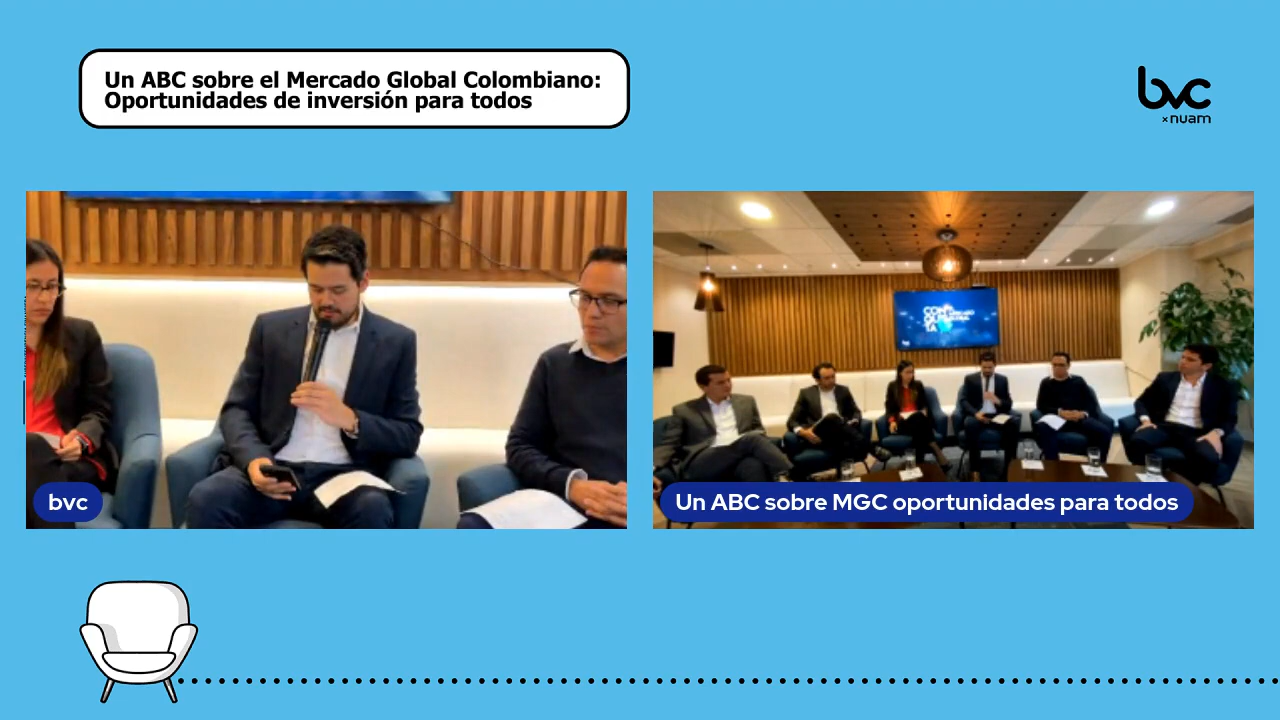 Un ABC sobre el Mercado Global Colombiano:
Oportunidades de inversión para todos
bvc
x nuam
bvc
Un ABC sobre MGC oportunidades para todos